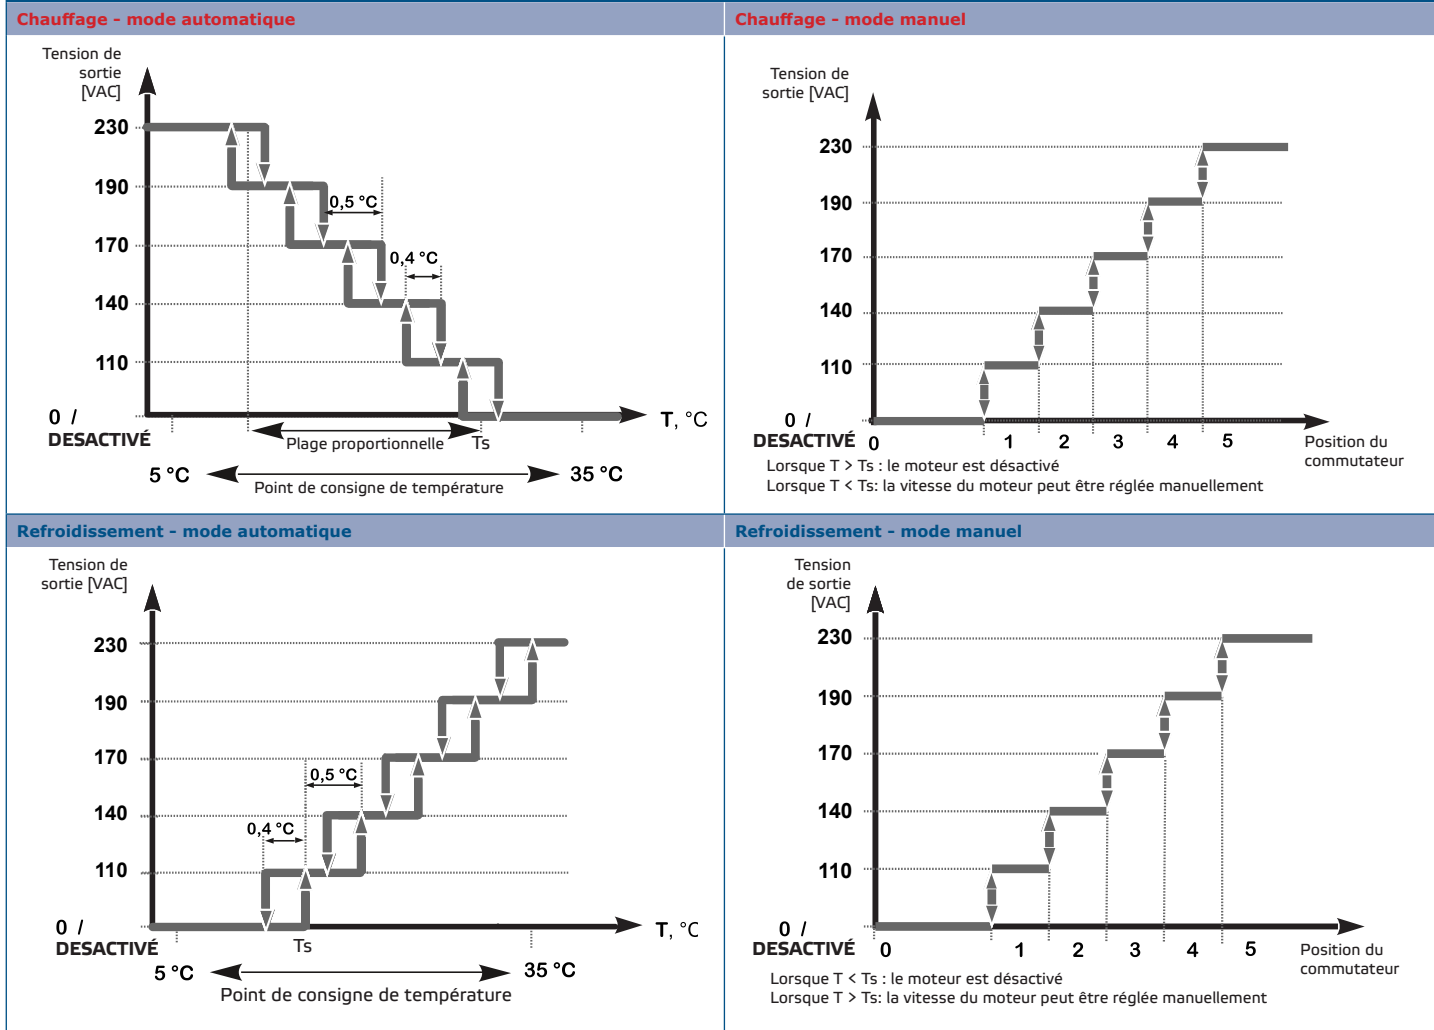 Chauffage - mode automatique
Tension de
sortie
[VAC]
230
190
170
140
110
0 /
DESACTIVÉ
0,5 °C
0,4 °C
T, °C
Plage proportionnelle
Ts
5 °C
35 °C
Point de consigne de température
Chauffage - mode manuel
Tension de
sortie [VAC]
230
190
170
140
110
0 /
DESACTIVÉ
0
1
2
3
4
5
Position du
commutateur
Lorsque T > Ts : le moteur est désactivé
Lorsque T < Ts: la vitesse du moteur peut être réglée manuellement
Refroidissement - mode automatique
Tension de
sortie [VAC]
230
190
170
140
110
0 /
DESACTIVÉ
0,5 °C
0,4 °C
T, °C
Ts
5 °C
35 °C
Point de consigne de température
Refroidissement - mode manuel
Tension
de sortie
[VAC]
230
190
170
140
110
0 /
DESACTIVÉ
0
1
2
3
4
5
Position du
commutateur
Lorsque T < Ts : le moteur est désactivé
Lorsque T > Ts: la vitesse du moteur peut être réglée manuellement